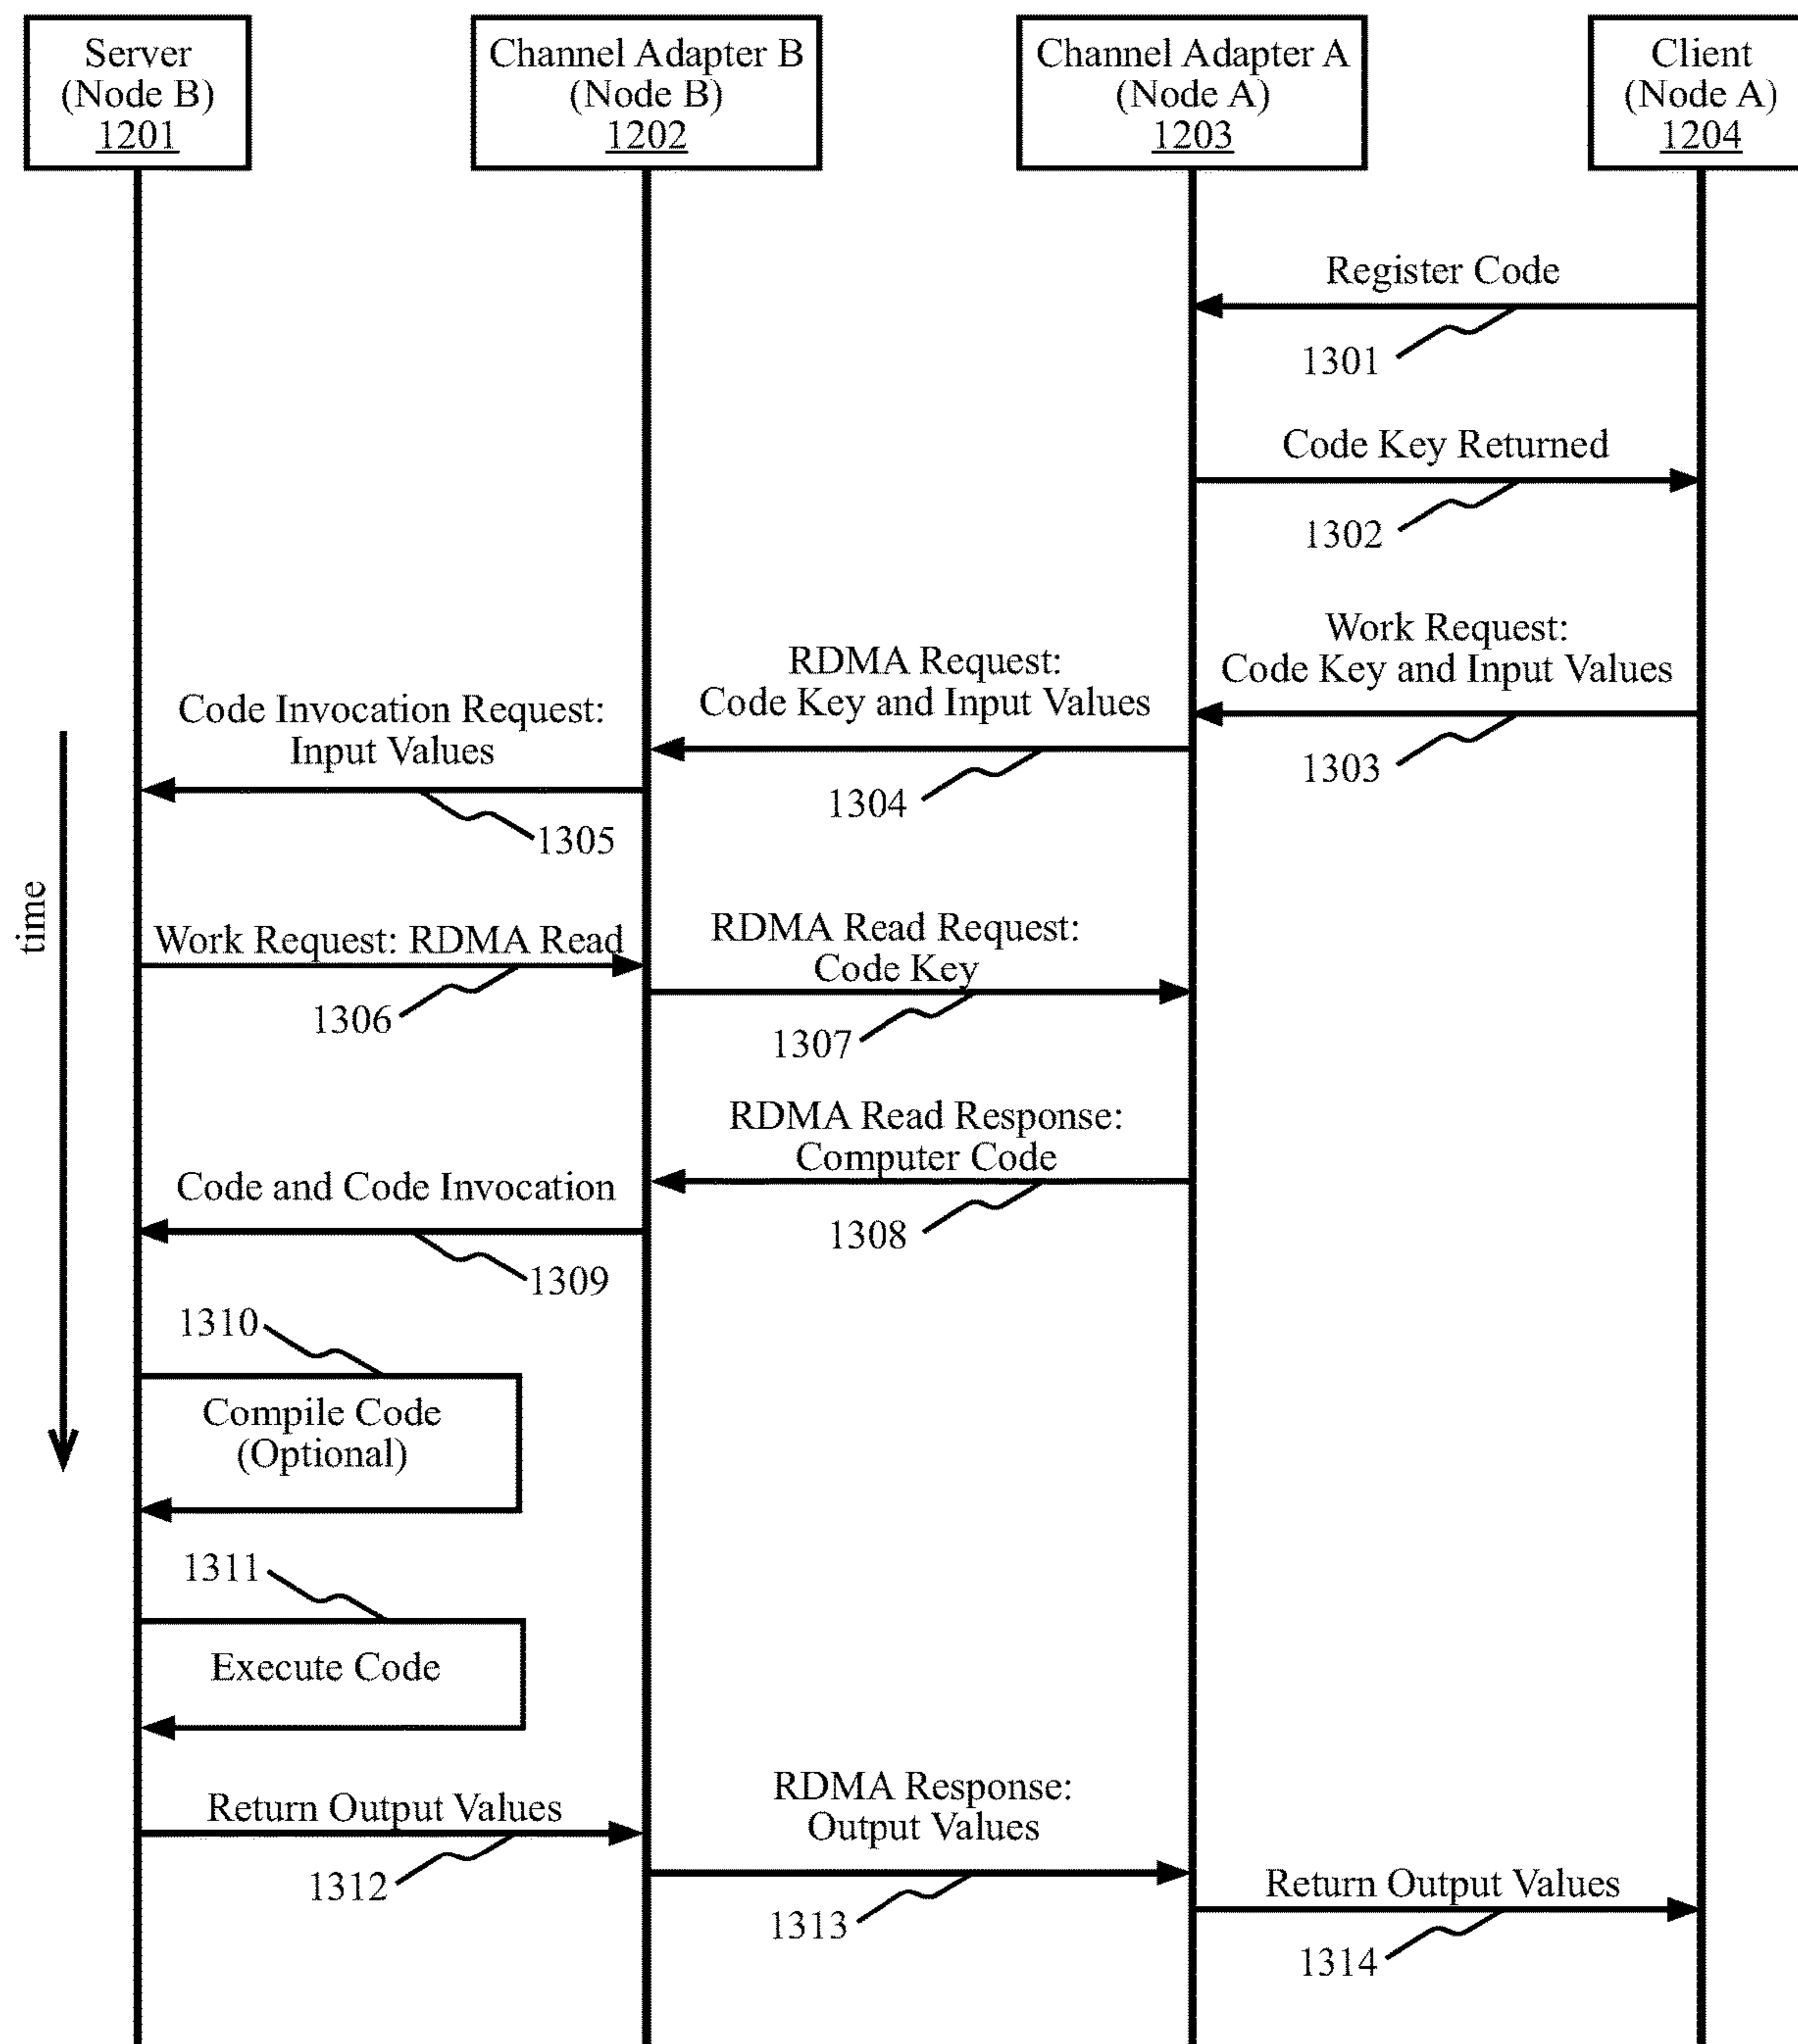 Server
(Node B)
1201
Channel Adapter B
(Node B)
1202
Channel Adapter A
(Node A)
1203
Client
(Node A)
1204
Register Code
1301
Code Key Returned
1302
Work Request:
Code Key and Input Values
1303
RDMA Request:
Code Key and Input Values
1304
Code Invocation Request:
Input Values
1305
time
Work Request: RDMA Read
1306
RDMA Read Request:
Code Key
1307
RDMA Read Response:
Computer Code
1308
Code and Code Invocation
1309
1310
Compile Code
(Optional)
1311
Execute Code
Return Output Values
1312
RDMA Response:
Output Values
1313
Return Output Values
1314